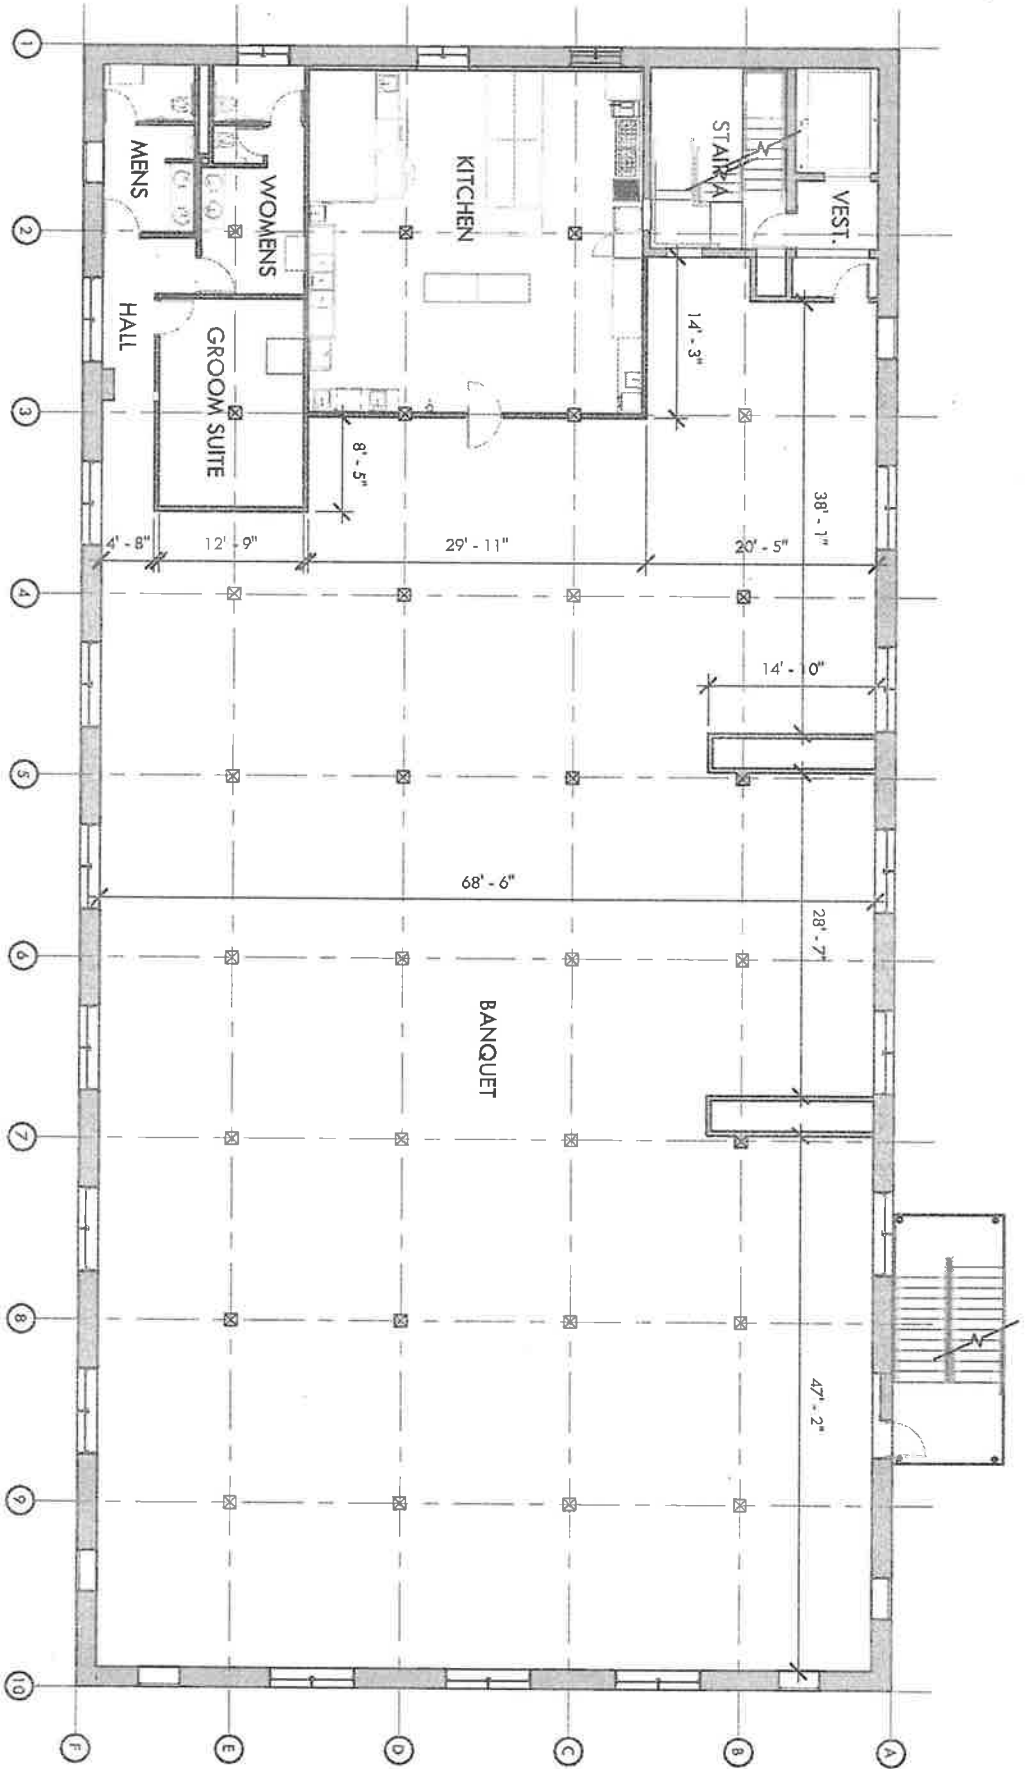 1
2
3
4
5
6
7
8
9
10
F
E
D
C
B
A
MENS
WOMENS
KITCHEN
STAIR A
VEST.
HALL
GROOM SUITE
14' - 3"
8' - 5"
38' - 1"
4' - 8"
12' - 9"
29' - 11"
20' - 5"
14' - 10"
68' - 6"
28' - 7"
BANQUET
47' - 2"